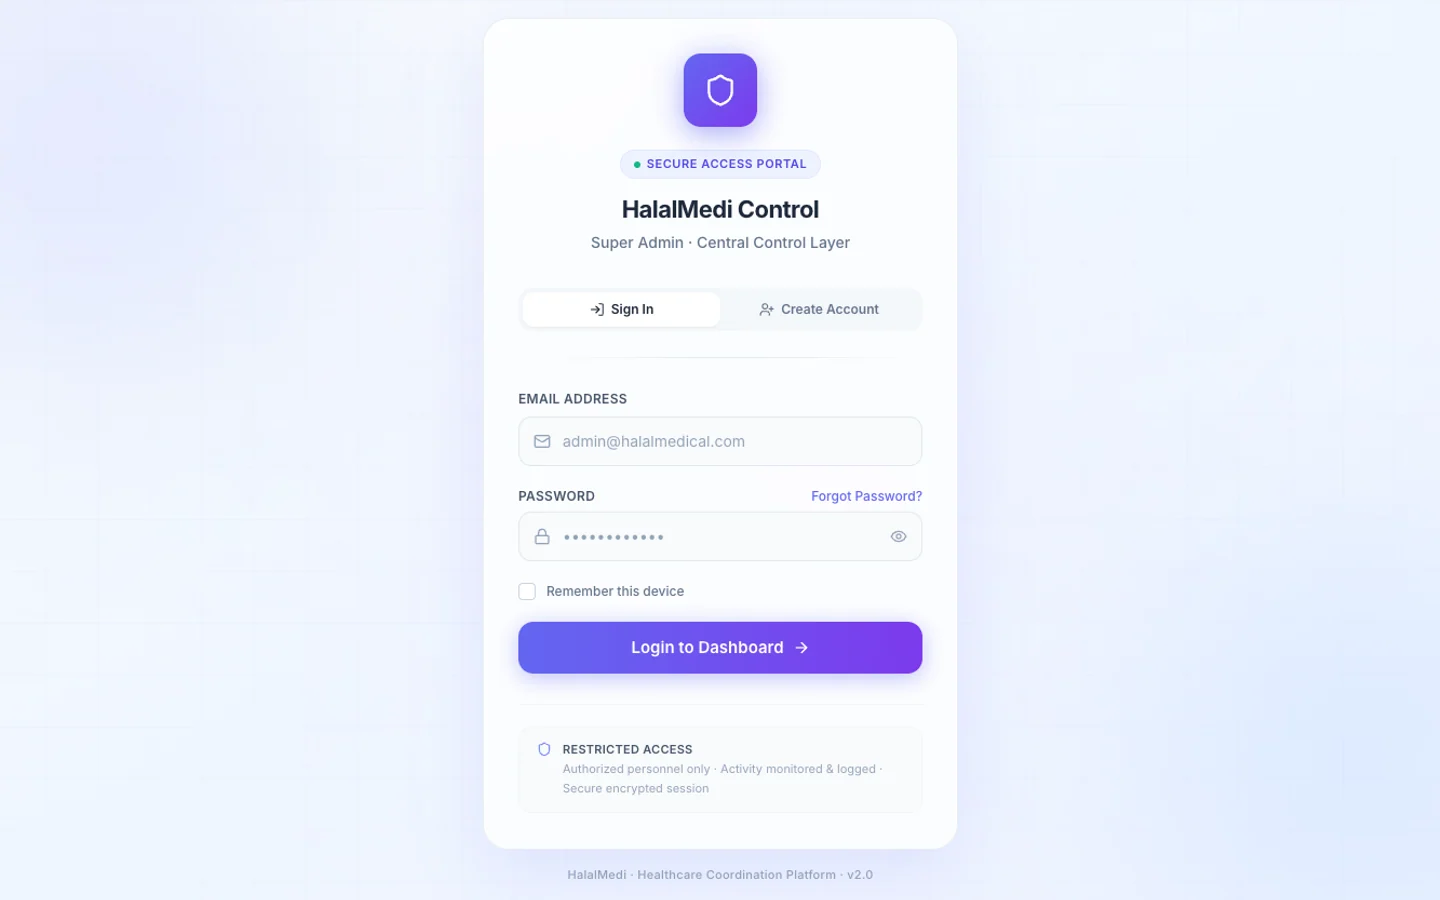 SECURE ACCESS PORTAL
HalalMedi Control
Super Admin · Central Control Layer
Sign In
Create Account
EMAIL ADDRESS
admin@halalmedical.com
PASSWORD
Forgot Password?
••••••••••••
Remember this device
Login to Dashboard →
RESTRICTED ACCESS
Authorized personnel only · Activity monitored & logged ·
Secure encrypted session
HalalMedi · Healthcare Coordination Platform · v2.0